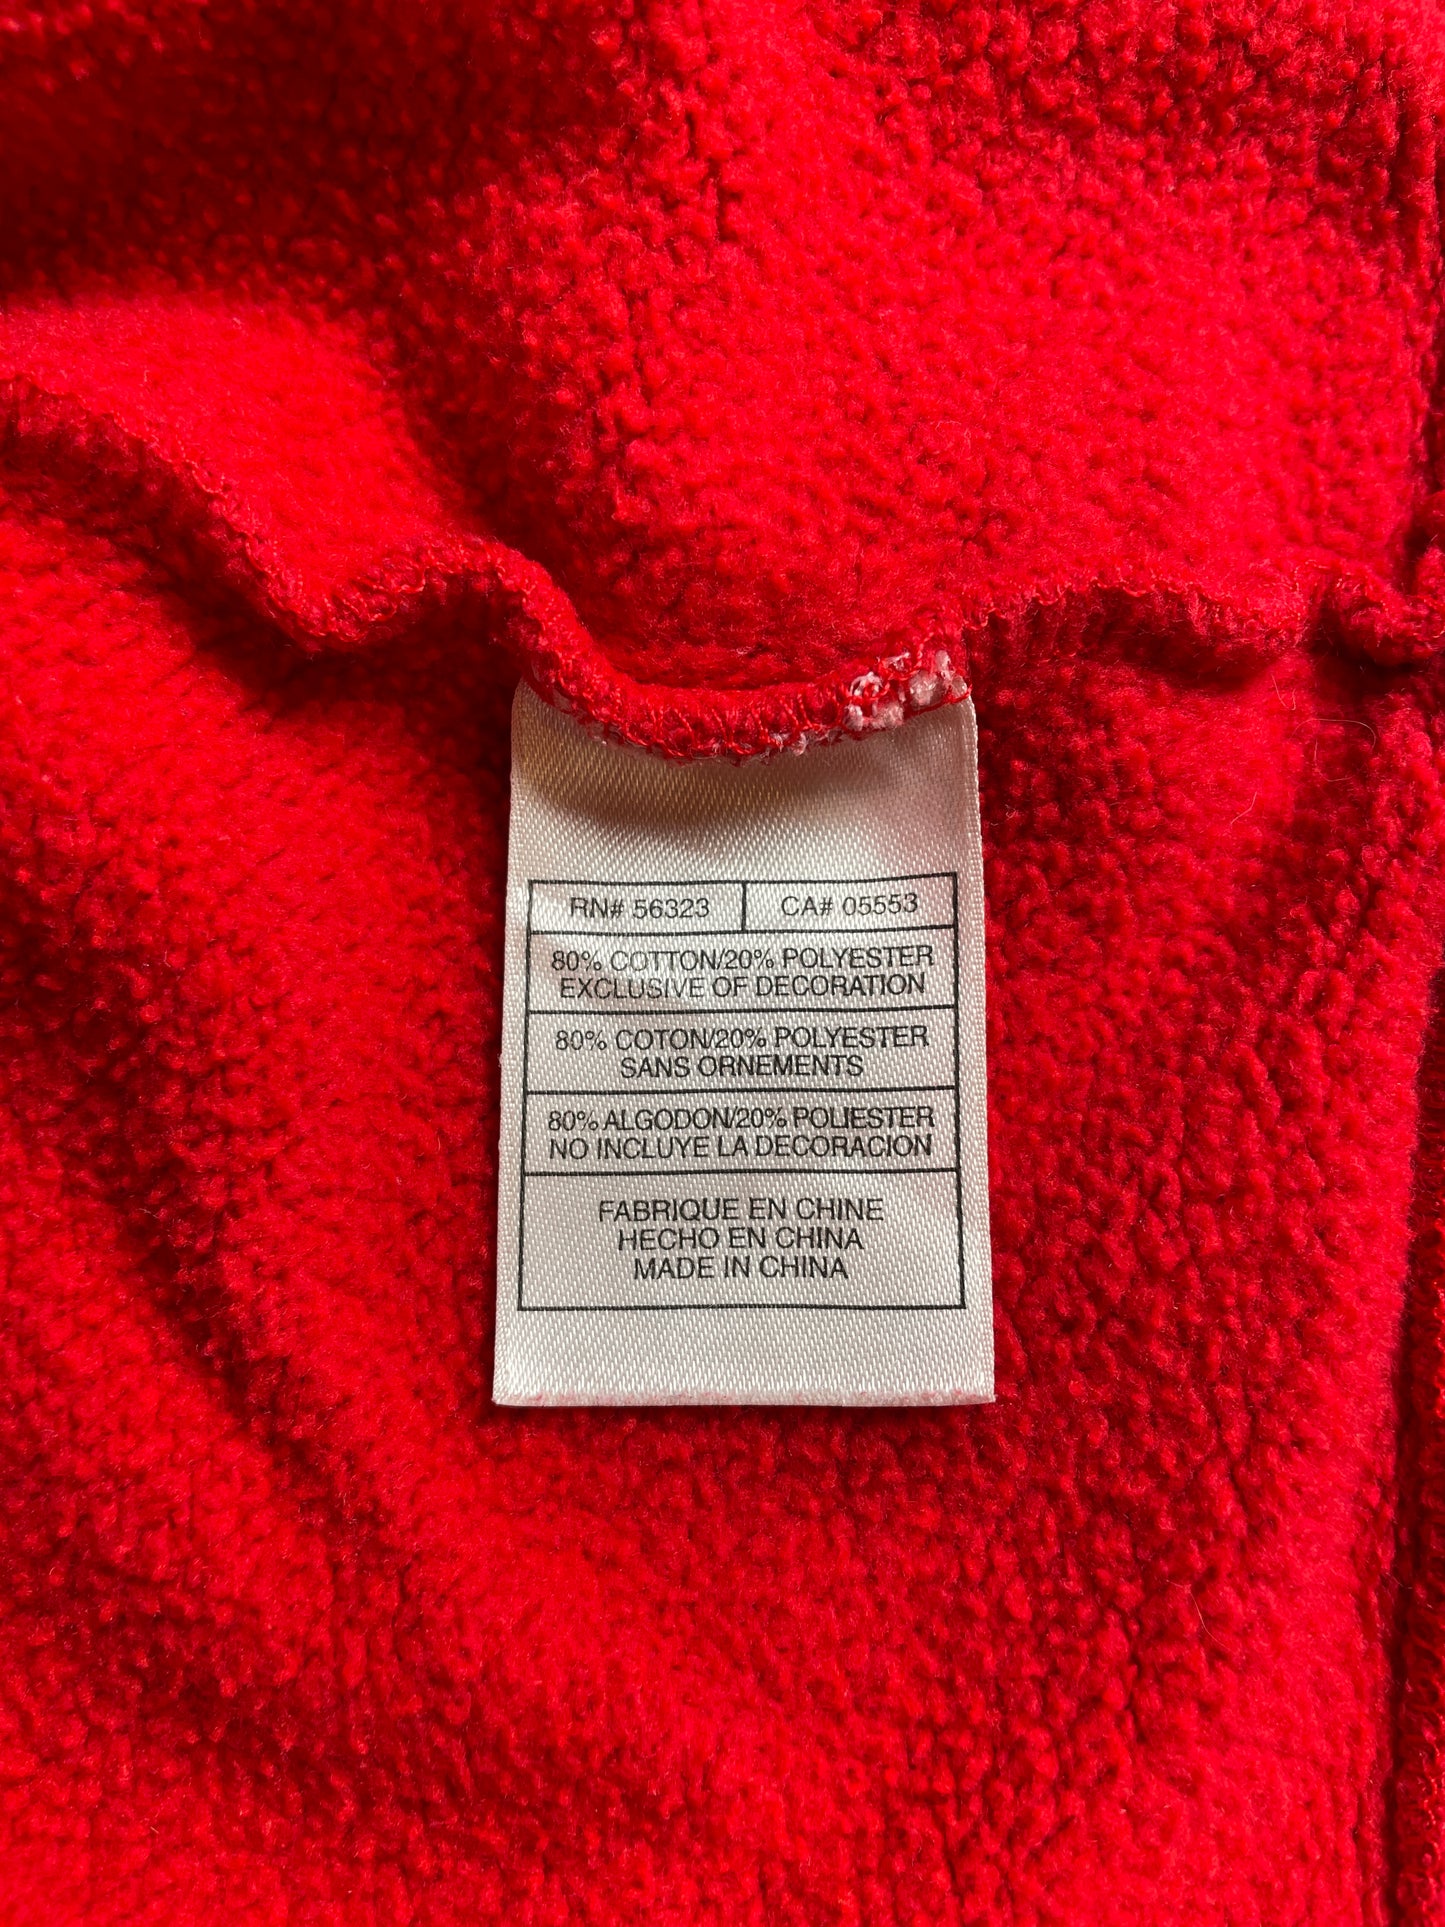 RN# 56323 CA# 05553
80% COTTON/20% POLYESTER
EXCLUSIVE OF DECORATION
80% COTON/20% POLYESTER
SANS ORNEMENTS
80% ALGODON/20% POLIESTER
NO INCLUYE LA DECORACION
FABRIQUE EN CHINE
HECHO EN CHINA
MADE IN CHINA